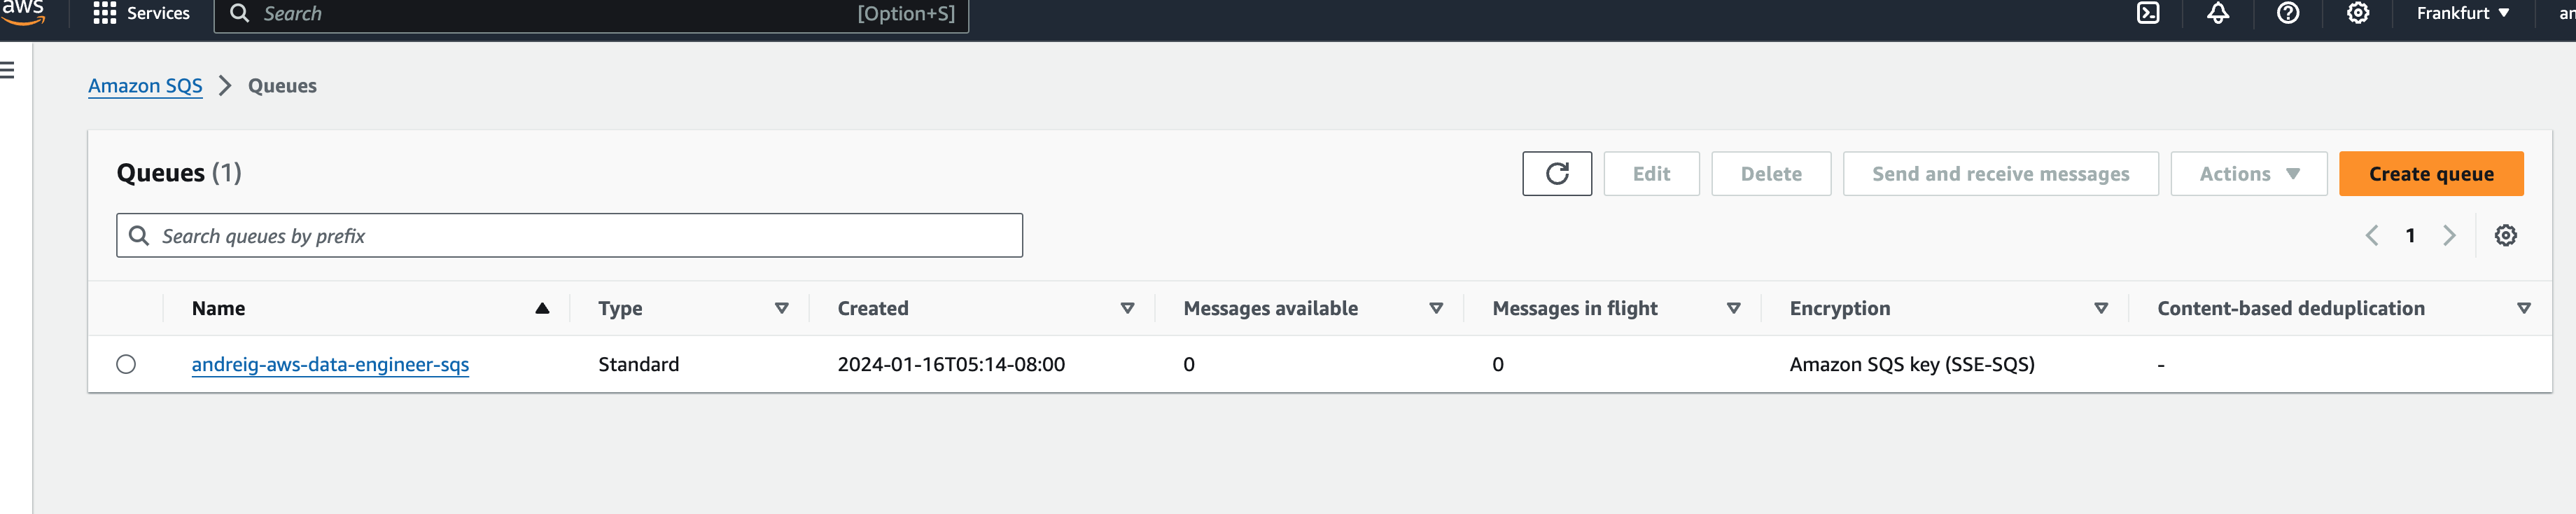 aws Services Search [Option+S] Frankfurt
Amazon SQS Queues
Queues (1) Edit Delete Send and receive messages Actions Create queue
Search queues by prefix 1
Name Type Created Messages available Messages in flight Encryption Content-based deduplication
andreig-aws-data-engineer-sqs Standard 2024-01-16T05:14-08:00 0 0 Amazon SQS key (SSE-SQS) -